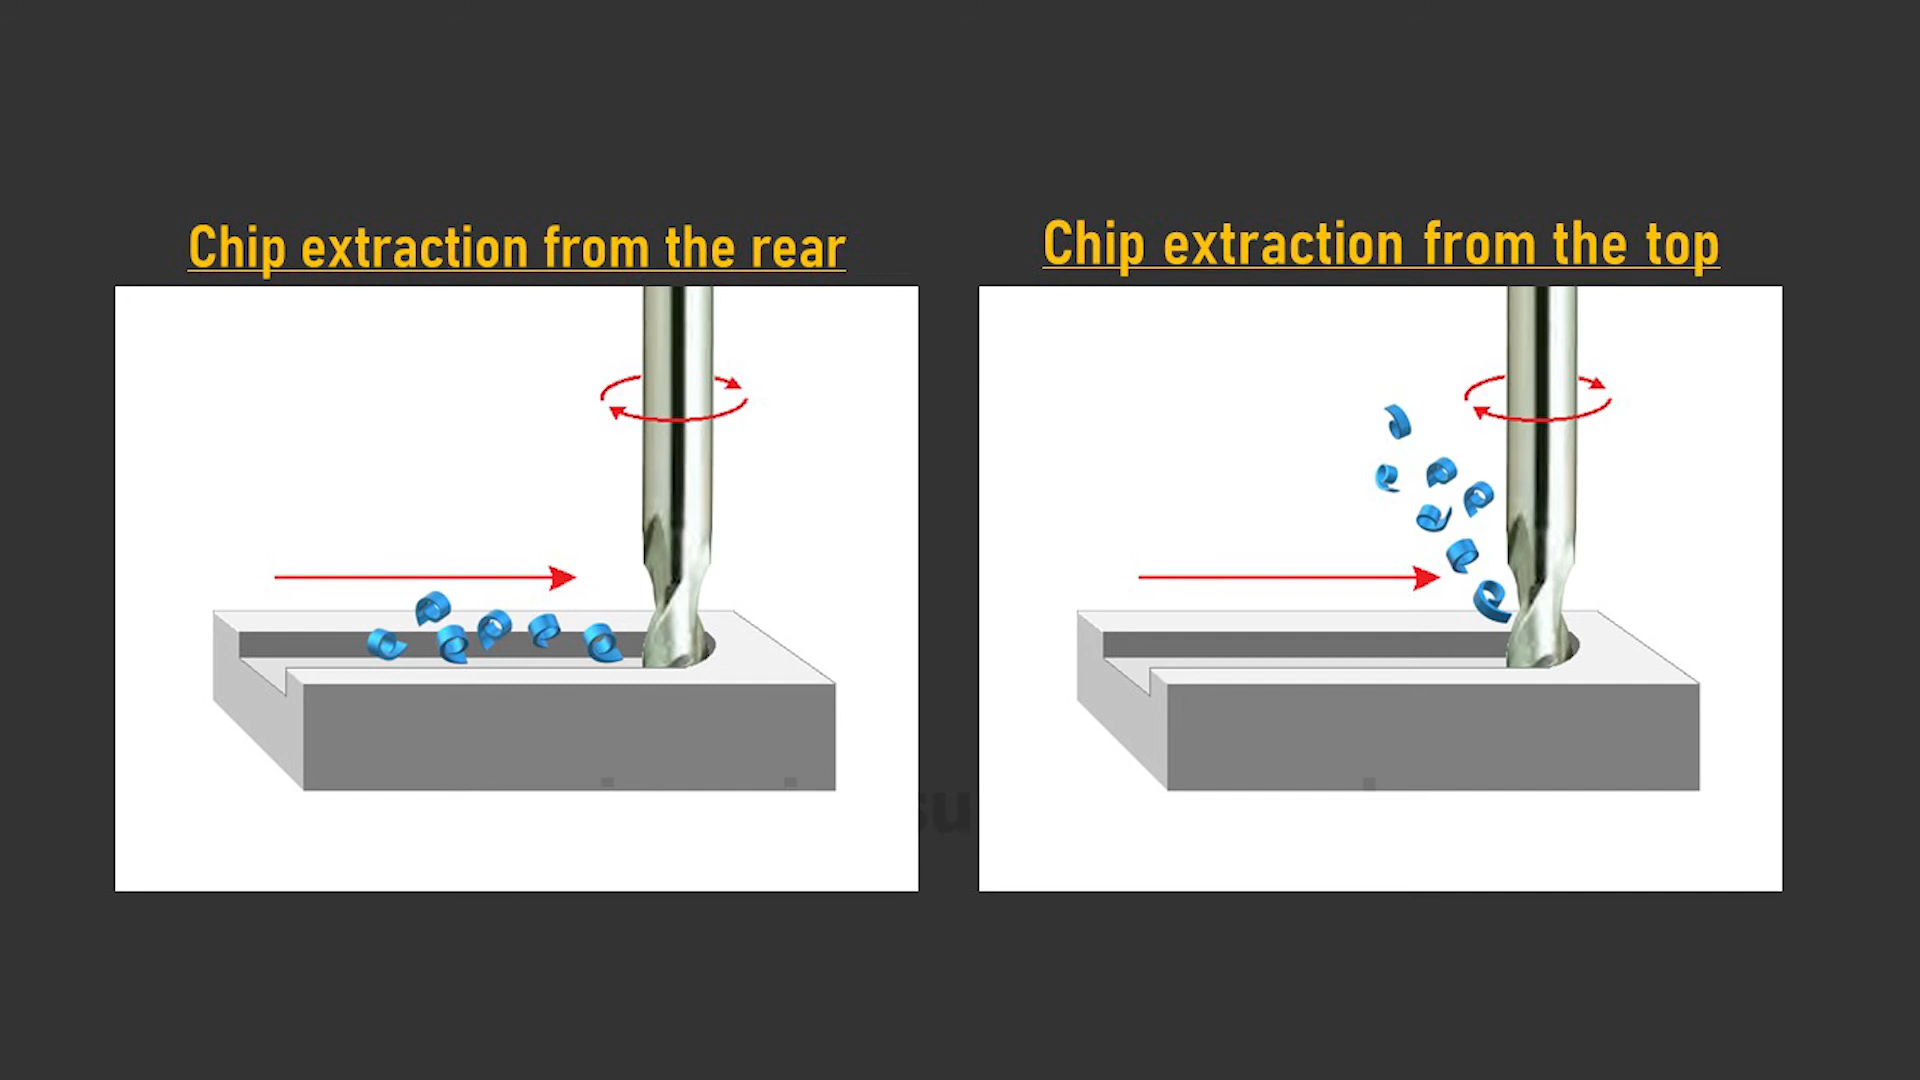 Chip extraction from the rear
Chip extraction from the top